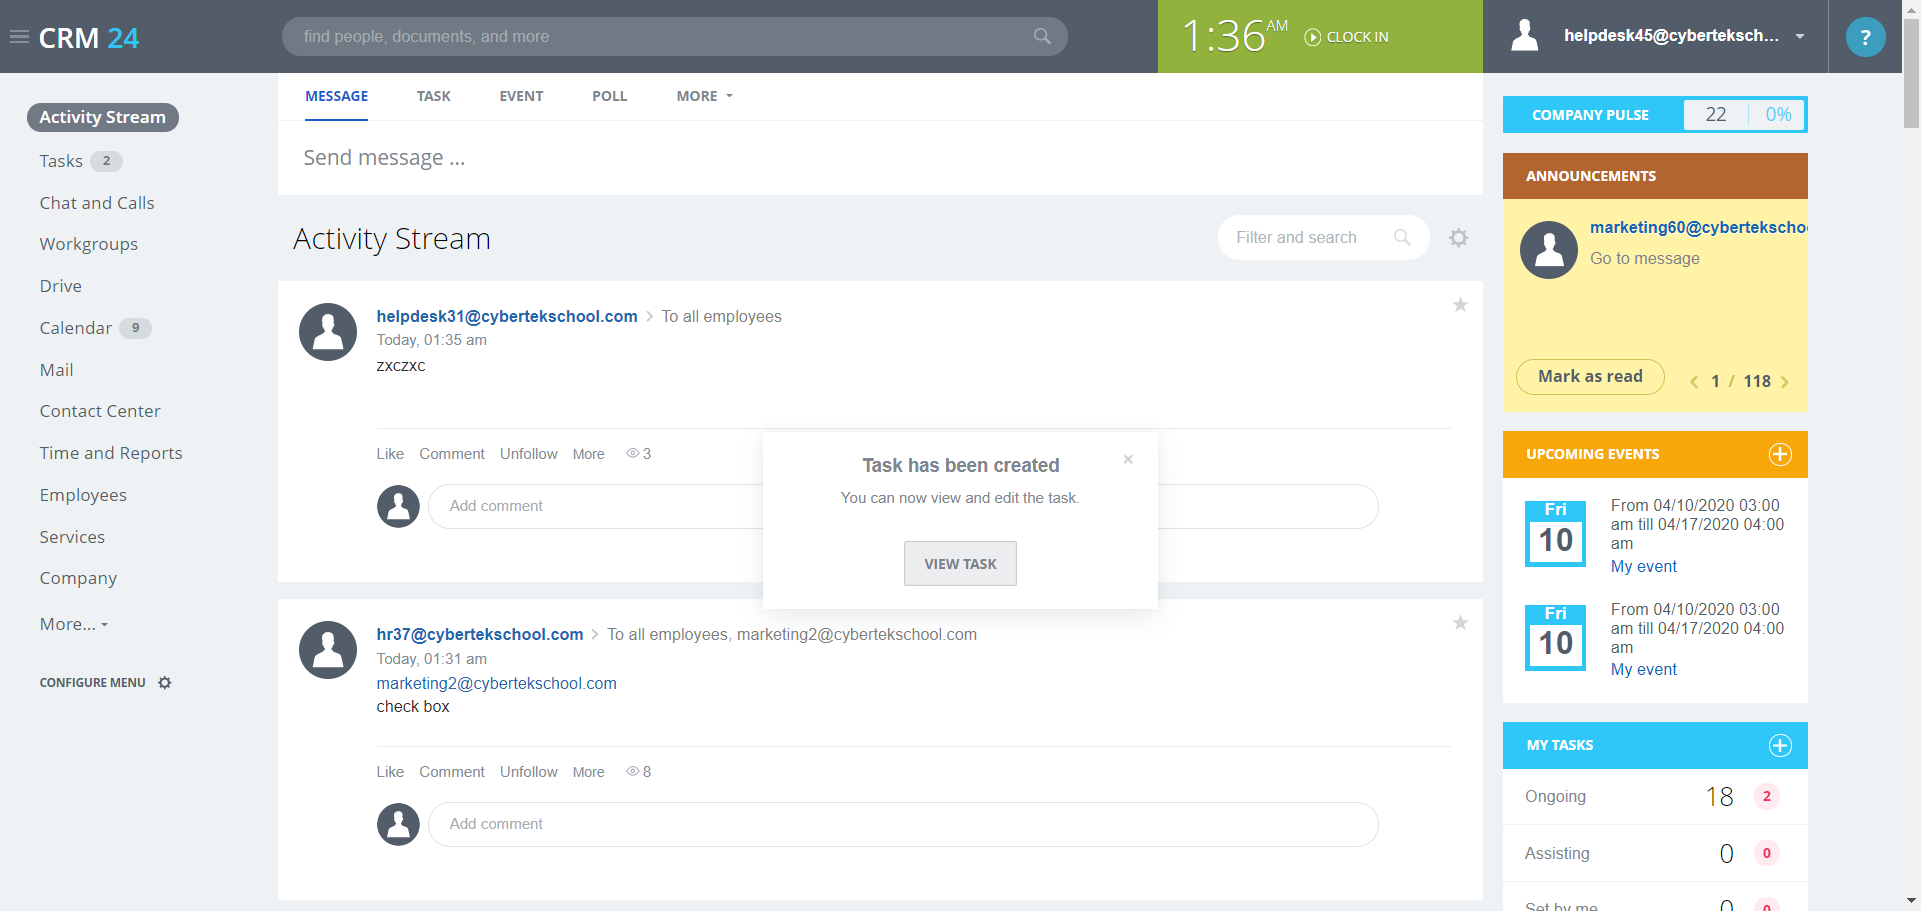 CRM 24
find people, documents, and more
1:36 AM
CLOCK IN
helpdesk45@cyberteksch...
?
Activity Stream
Tasks 2
Chat and Calls
Workgroups
Drive
Calendar 9
Mail
Contact Center
Time and Reports
Employees
Services
Company
More...
CONFIGURE MENU
MESSAGE TASK EVENT POLL MORE
Send message ...
Activity Stream
Filter and search
helpdesk31@cybertekschool.com > To all employees
Today, 01:35 am
zxczxc
Like Comment Unfollow More 3
Add comment
Task has been created
You can now view and edit the task.
VIEW TASK
hr37@cybertekschool.com > To all employees, marketing2@cybertekschool.com
Today, 01:31 am
marketing2@cybertekschool.com
check box
Like Comment Unfollow More 8
Add comment
COMPANY PULSE 22 0%
ANNOUNCEMENTS
marketing60@cyberteksch
Go to message
Mark as read
1 / 118
UPCOMING EVENTS
Fri
10
From 04/10/2020 03:00
am till 04/17/2020 04:00
am
My event
Fri
10
From 04/10/2020 03:00
am till 04/17/2020 04:00
am
My event
MY TASKS
Ongoing 18 2
Assisting 0 0
Set by me 0 0